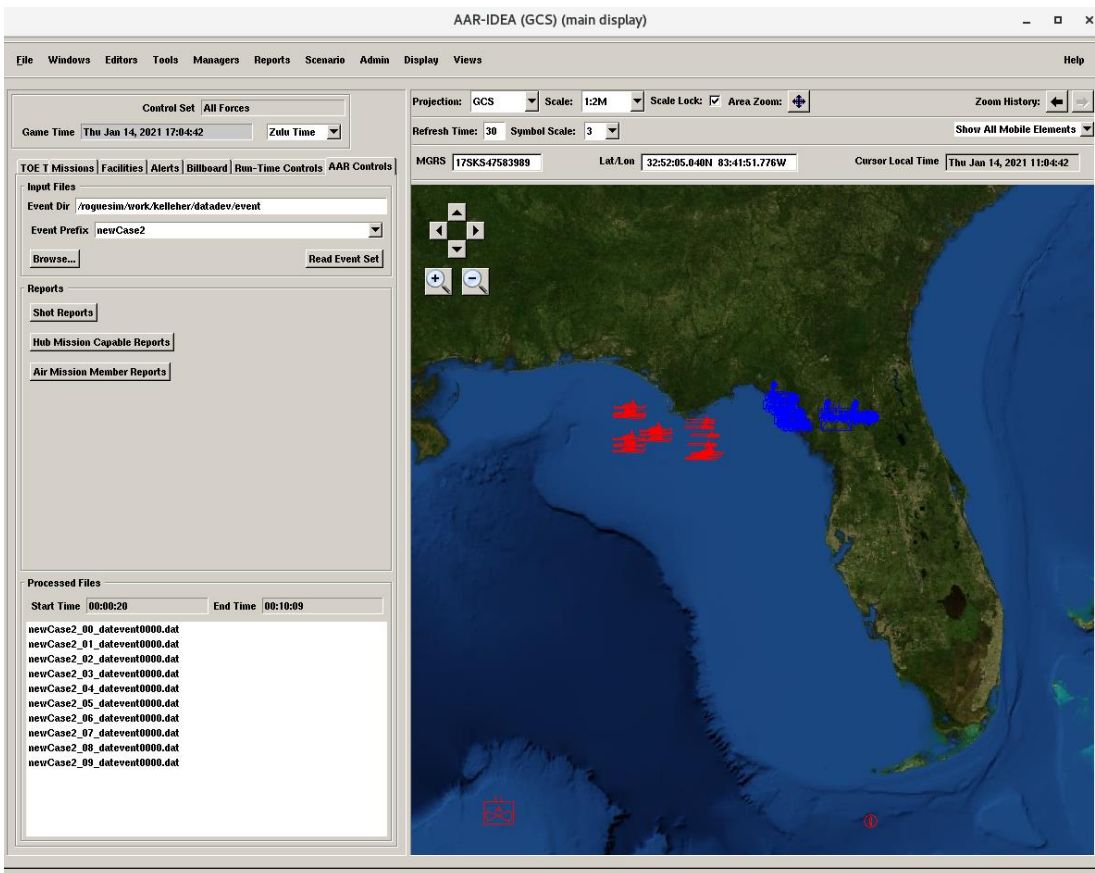 AAR-IDEA (GCS) (main display)
File Windows Editors Tools Managers Reports Scenario Admin Display Views Help
Control Set All Forces
Game Time Thu Jan 14, 2021 17:04:42 Zulu Time
TOE T Missions Facilities Alerts Billboard Run-Time Controls AAR Controls
Input Files
Event Dir /roguesim/work/kelleher/datadev/event
Event Prefix newCase2
Browse... Read Event Set
Reports
Shot Reports
Hub Mission Capable Reports
Air Mission Member Reports
Processed Files
Start Time 00:00:20 End Time 00:10:09
newCase2_00_datevent0000.dat
newCase2_01_datevent0000.dat
newCase2_02_datevent0000.dat
newCase2_03_datevent0000.dat
newCase2_04_datevent0000.dat
newCase2_05_datevent0000.dat
newCase2_06_datevent0000.dat
newCase2_07_datevent0000.dat
newCase2_08_datevent0000.dat
newCase2_09_datevent0000.dat
Projection: GCS Scale: 1:2M Scale Lock: Area Zoom: Zoom History:
Refresh Time: 30 Symbol Scale: 3 Show All Mobile Elements
MGRS 17SKS47583989 Lat/Lon 32:52:05.040N 83:41:51.776W Cursor Local Time Thu Jan 14, 2021 11:04:42